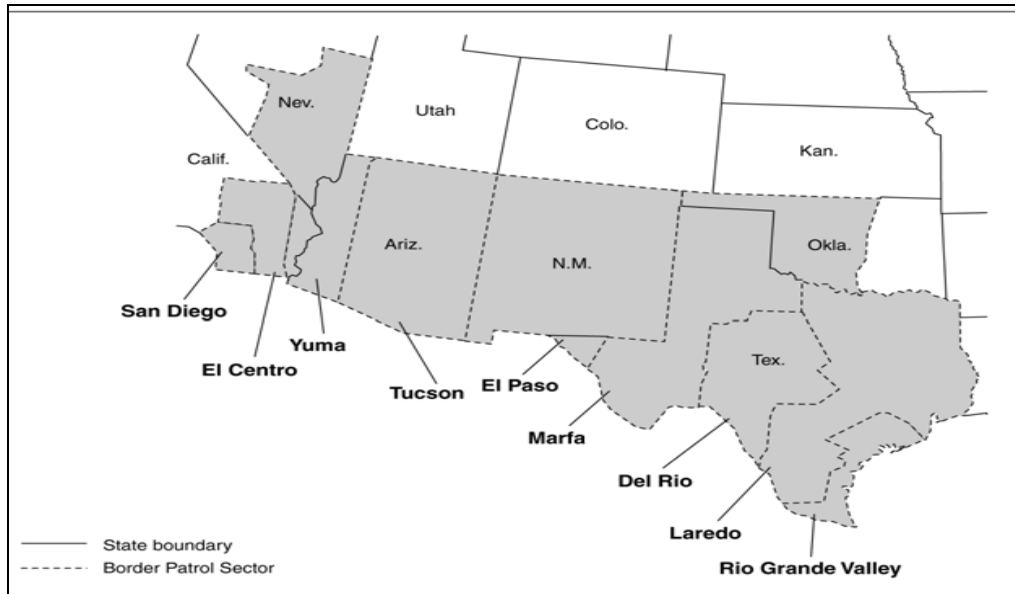 Nev.
Utah
Colo.
Kan.
Calif.
Ariz.
N.M.
Okla.
San Diego
Yuma
El Centro
Tex.
Tucson
El Paso
Marfa
Del Rio
Laredo
State boundary
Border Patrol Sector
Rio Grande Valley